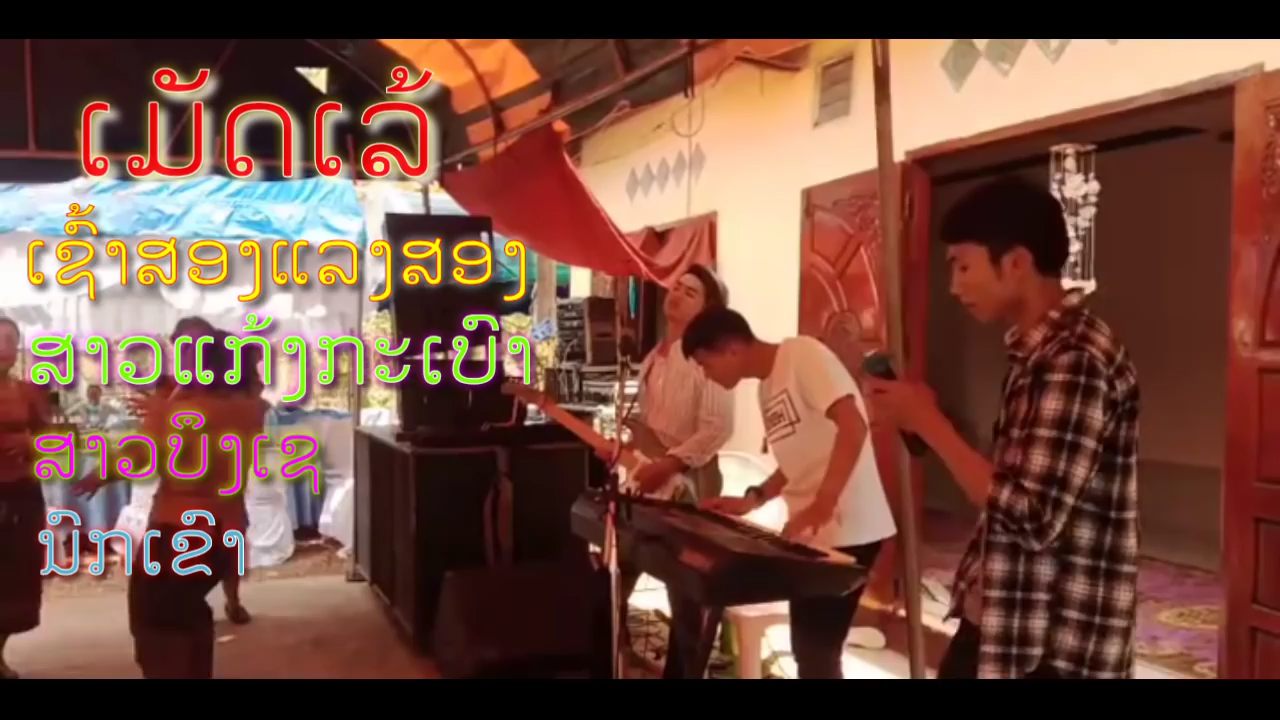 ເມັດເລ້
ເຊົ້າສອງແລງສອງ
ສາວແກ້ງກະເບົາ
ສາວບຶງເຊ
ນົກເຂົາ